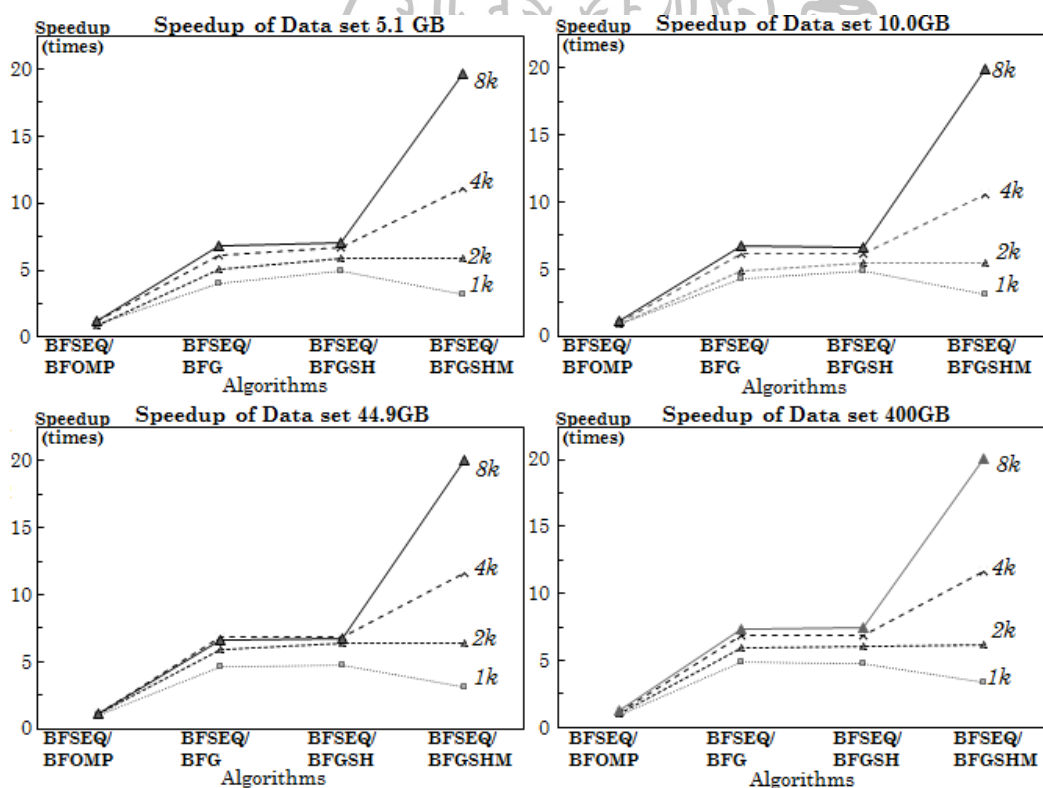 Speedup of Data set 5.1 GB
Speedup
(times)
20
15
10
5
0
8k
4k
2k
1k
BFSEQ/ BFSEQ/ BFSEQ/ BFSEQ/
BFOMP BFG BFGSH BFGSHM
Algorithms
Speedup of Data set 10.0GB
Speedup
(times)
20
15
10
5
0
8k
4k
2k
1k
BFSEQ/ BFSEQ/ BFSEQ/ BFSEQ/
BFOMP BFG BFGSH BFGSHM
Algorithms
Speedup of Data set 44.9GB
Speedup
(times)
20
15
10
5
0
8k
4k
2k
1k
BFSEQ/ BFSEQ/ BFSEQ/ BFSEQ/
BFOMP BFG BFGSH BFGSHM
Algorithms
Speedup of Data set 400GB
Speedup
(times)
20
15
10
5
0
8k
4k
2k
1k
BFSEQ/ BFSEQ/ BFSEQ/ BFSEQ/
BFOMP BFG BFGSH BFGSHM
Algorithms